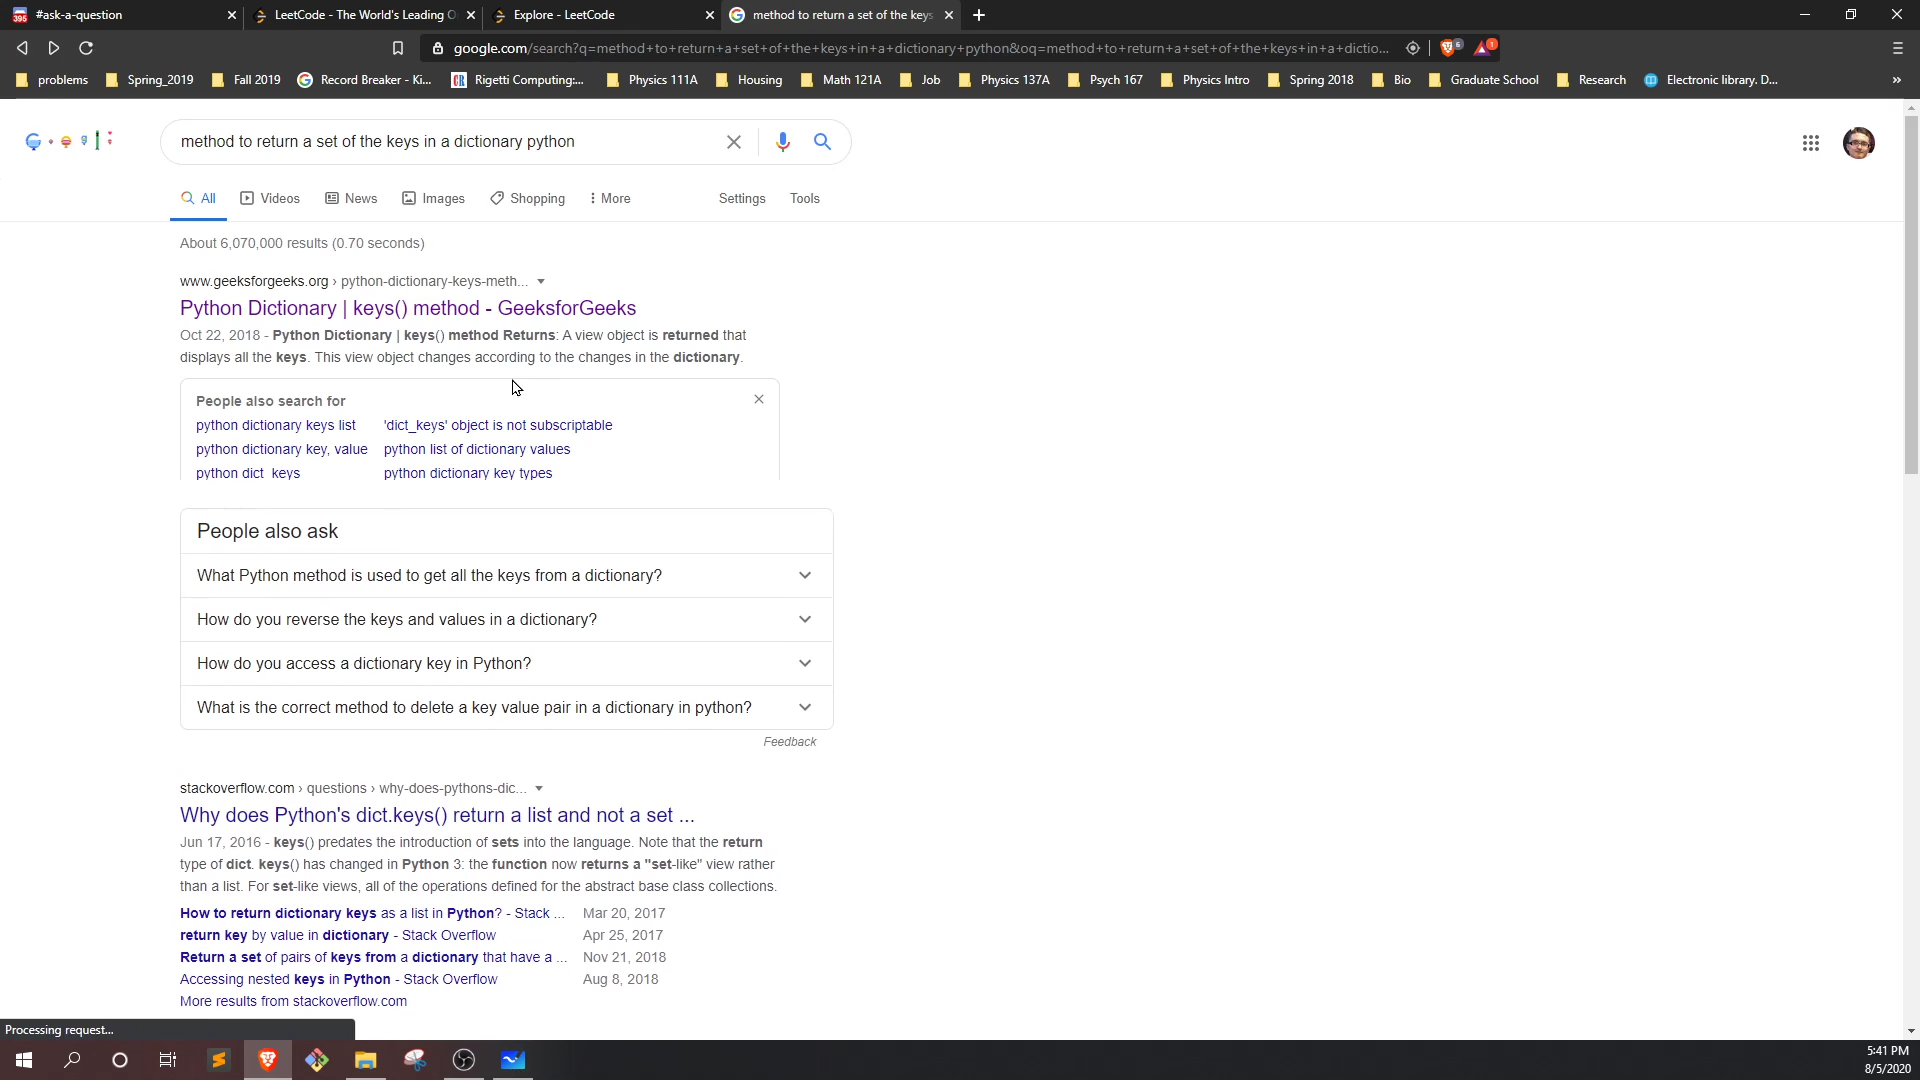 395
#ask-a-question
LeetCode - The World's Leading O
Explore - LeetCode
method to return a set of the keys
google.com/search?q=method+to+return+a+set+of+the+keys+in+a+dictionary+python&oq=method+to+return+a+set+of+the+keys+in+a+dictio...
6
1
problems
Spring_2019
Fall 2019
Record Breaker - Ki...
Rigetti Computing:...
Physics 111A
Housing
Math 121A
Job
Physics 137A
Psych 167
Physics Intro
Spring 2018
Bio
Graduate School
Research
Electronic library. D...
»
method to return a set of the keys in a dictionary python
All
Videos
News
Images
Shopping
More
Settings
Tools
About 6,070,000 results (0.70 seconds)
www.geeksforgeeks.org › python-dictionary-keys-meth...
Python Dictionary | keys() method - GeeksforGeeks
Oct 22, 2018 - Python Dictionary | keys() method Returns: A view object is returned that
displays all the keys. This view object changes according to the changes in the dictionary.
People also search for
python dictionary keys list
'dict_keys' object is not subscriptable
python dictionary key, value
python list of dictionary values
python dict_keys
python dictionary key types
People also ask
What Python method is used to get all the keys from a dictionary?
How do you reverse the keys and values in a dictionary?
How do you access a dictionary key in Python?
What is the correct method to delete a key value pair in a dictionary in python?
Feedback
stackoverflow.com › questions › why-does-pythons-dic...
Why does Python's dict.keys() return a list and not a set ...
Jun 17, 2016 - keys() predates the introduction of sets into the language. Note that the return
type of dict. keys() has changed in Python 3: the function now returns a "set-like" view rather
than a list. For set-like views, all of the operations defined for the abstract base class collections.
How to return dictionary keys as a list in Python? - Stack ...
Mar 20, 2017
return key by value in dictionary - Stack Overflow
Apr 25, 2017
Return a set of pairs of keys from a dictionary that have a ...
Nov 21, 2018
Accessing nested keys in Python - Stack Overflow
Aug 8, 2018
More results from stackoverflow.com
Processing request...
5:41 PM
8/5/2020